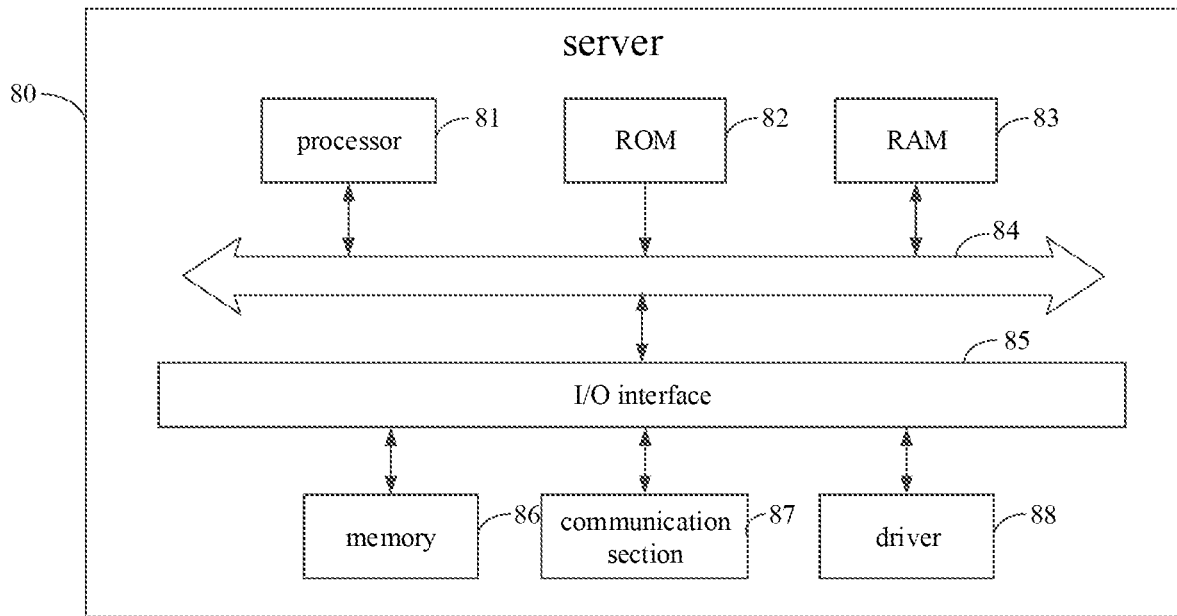 server
80
81
82
83
processor
ROM
RAM
84
85
I/O interface
86
87
88
memory
communication
section
driver